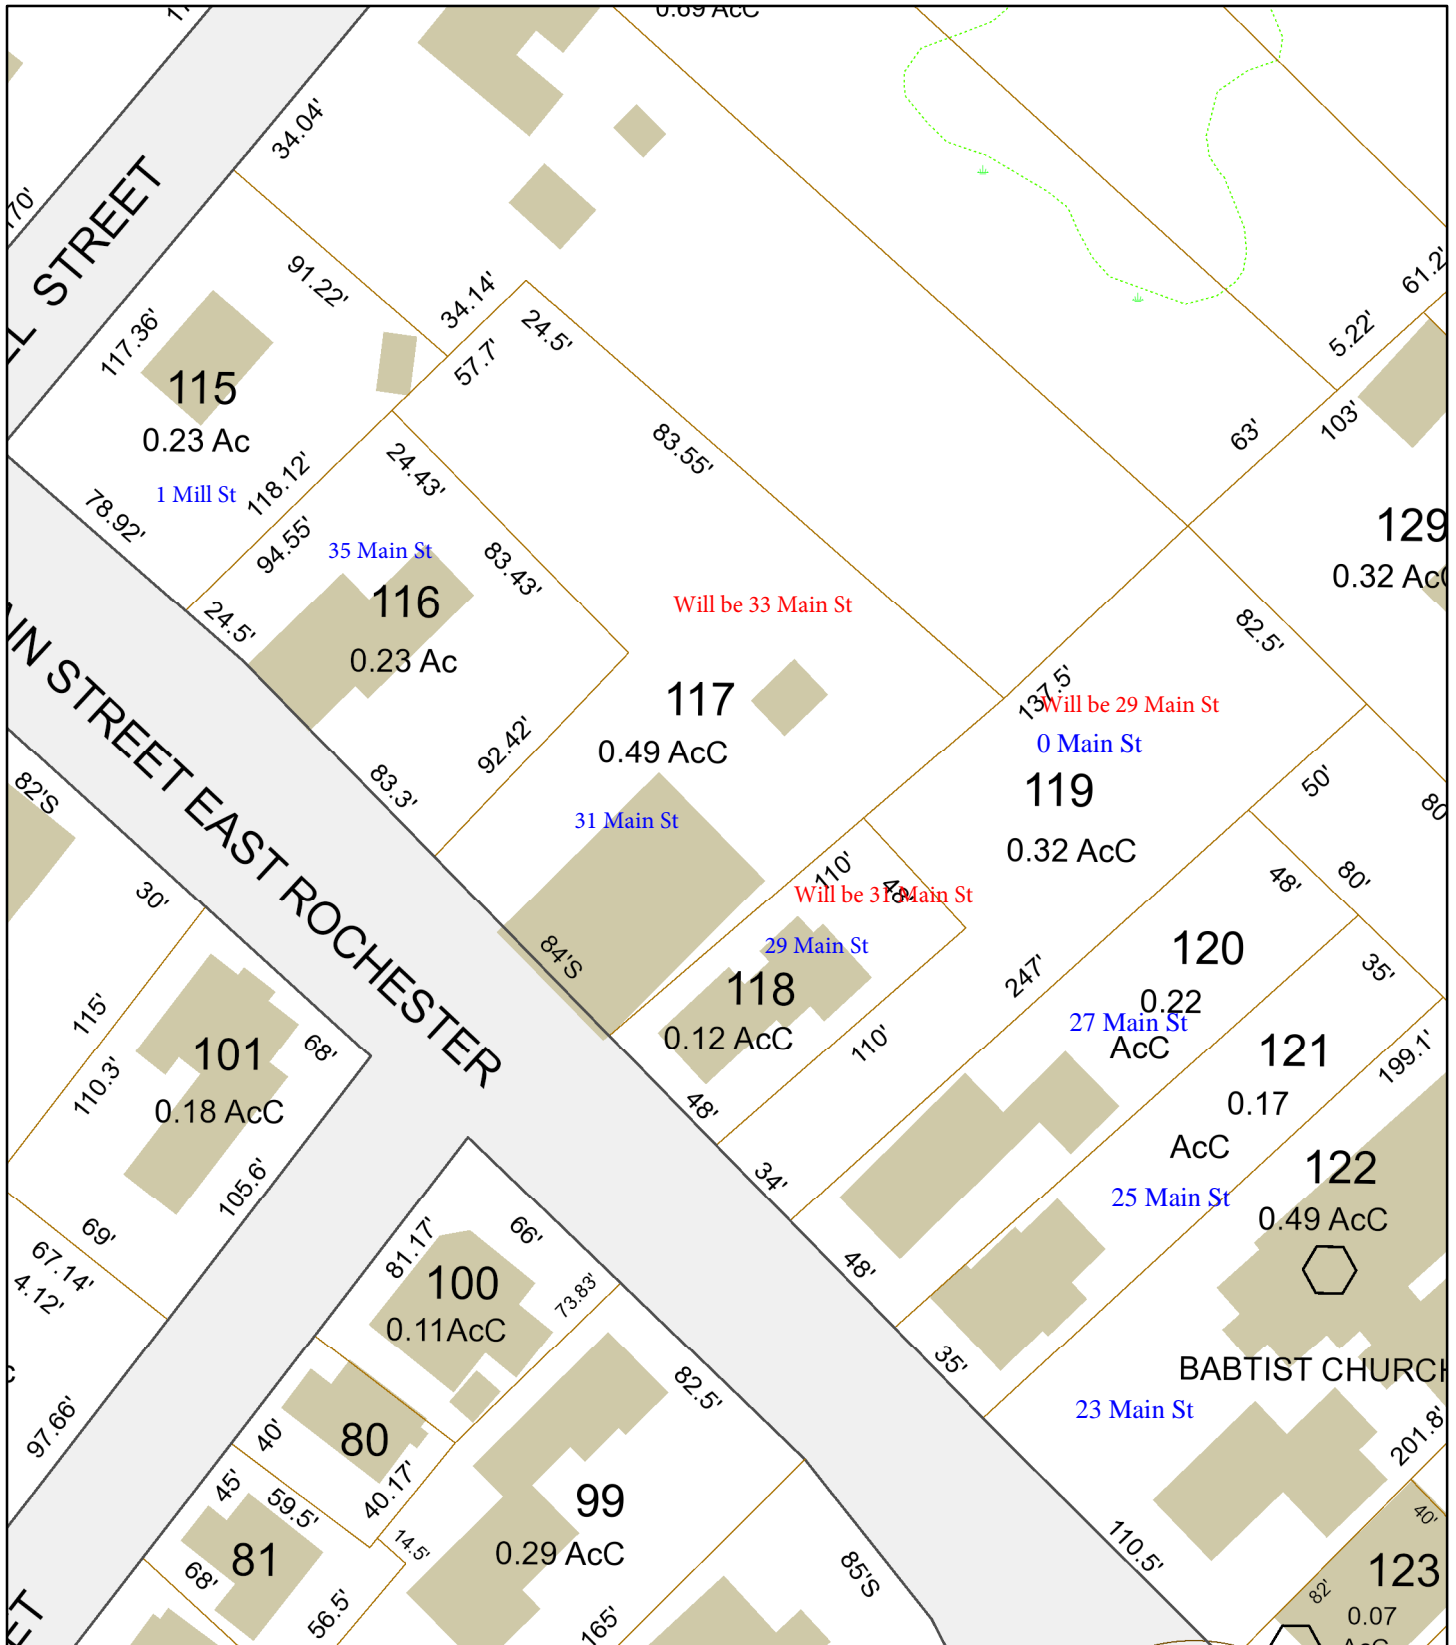 0.69 AcC
34.04'
STREET
91.22'
34.14'
117.36'
24.5'
57.7'
61.2'
5.22'
115
0.23 Ac
1 Mill St
118.12'
24.43'
83.55'
63'
103'
78.92'
94.55'
35 Main St
83.43'
129
116
0.23 Ac
24.5'
Will be 33 Main St
82.5'
117
0.49 AcC
137.5'
Will be 29 Main St
0 Main St
119
0.32 AcC
92.42'
83.3'
82'S
31 Main St
50'
STREET EAST ROCHESTER
110'
48'
Will be 31 Main St
29 Main St
48'
80'
30'
84'S
118
0.12 AcC
247'
120
0.22
AcC
27 Main St
35'
115'
101
0.18 AcC
68'
110.3'
110'
121
0.17
AcC
199.1'
48'
34'
122
0.49 AcC
25 Main St
105.6'
69'
67.14'
4.12'
81.17'
66'
100
0.11AcC
73.83'
48'
35'
BABTIST CHURCH
23 Main St
82.5'
97.66'
40'
80
40.17'
201.8'
45'
59.5'
14.5'
99
0.29 AcC
110.5'
40'
81
68'
56.5'
165'
85'S
82'
123
0.07